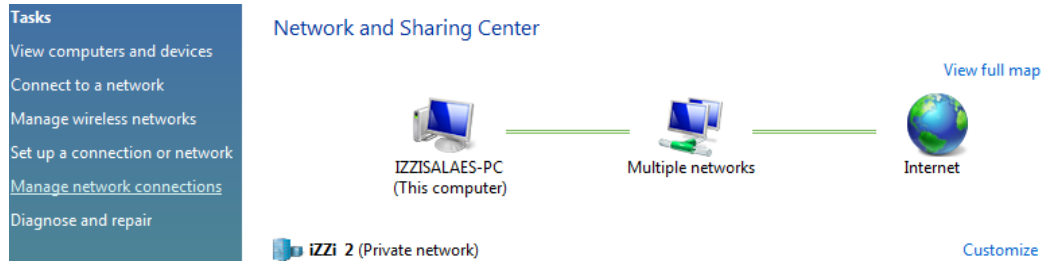 Tasks
View computers and devices
Connect to a network
Manage wireless networks
Set up a connection or network
Manage network connections
Diagnose and repair
Network and Sharing Center
View full map
IZZISALAES-PC
(This computer)
Multiple networks
Internet
iZZi 2 (Private network)
Customize